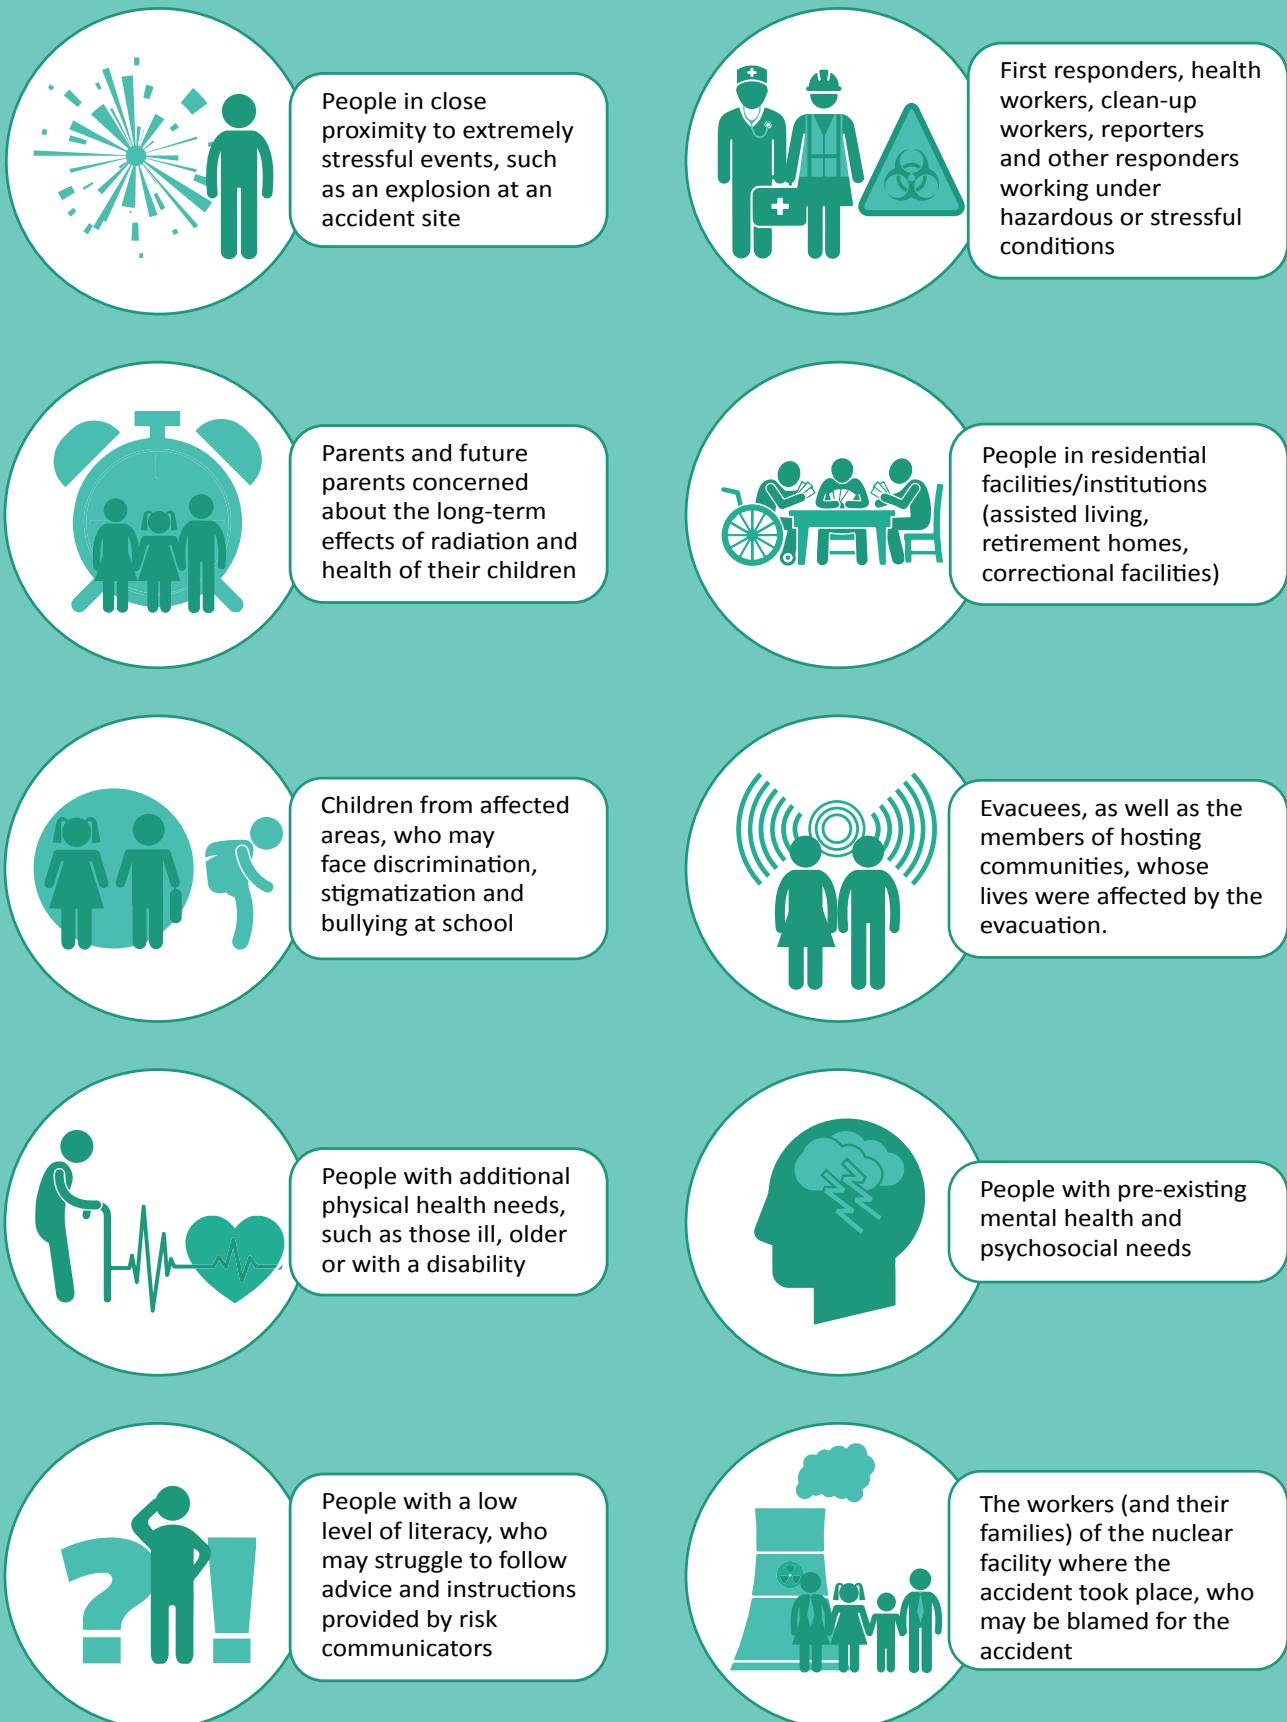 People in close
proximity to extremely
stressful events, such
as an explosion at an
accident site
First responders, health
workers, clean-up
workers, reporters
and other responders
working under
hazardous or stressful
conditions
Parents and future
parents concerned
about the long-term
effects of radiation and
health of their children
People in residential
facilities/institutions
(assisted living,
retirement homes,
correctional facilities)
Children from affected
areas, who may
face discrimination,
stigmatization and
bullying at school
Evacuees, as well as the
members of hosting
communities, whose
lives were affected by the
evacuation.
People with additional
physical health needs,
such as those ill, older
or with a disability
People with pre-existing
mental health and
psychosocial needs
?!
People with a low
level of literacy, who
may struggle to follow
advice and instructions
provided by risk
communicators
The workers (and their
families) of the nuclear
facility where the
accident took place, who
may be blamed for the
accident